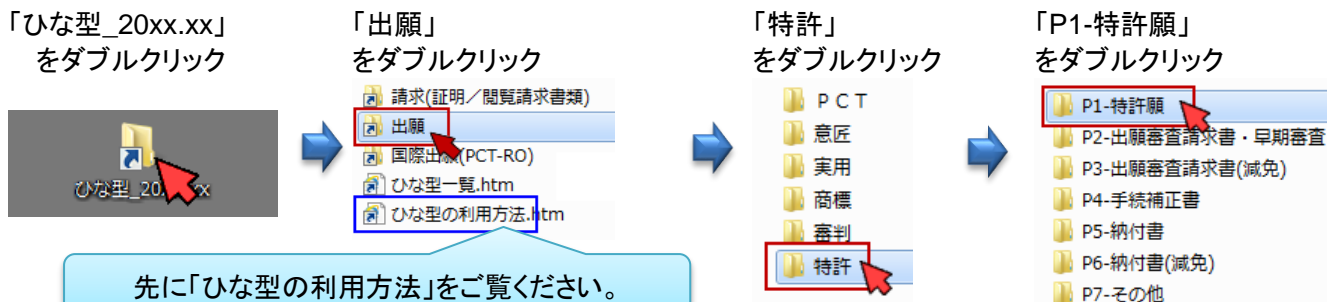 「ひな型_20xx.xx」
をダブルクリック
ひな型_20 x
「出願」
をダブルクリック
請求(証明／閲覧請求書類)
出願
国際出願(PCT-RO)
ひな型一覧.htm
ひな型の利用方法.htm
先に「ひな型の利用方法」をご覧ください。
「特許」
をダブルクリック
ＰＣＴ
意匠
実用
商標
審判
特許
「P1-特許願」
をダブルクリック
P1-特許願
P2-出願審査請求書・早期審査
P3-出願審査請求書(減免)
P4-手続補正書
P5-納付書
P6-納付書(減免)
P7-その他